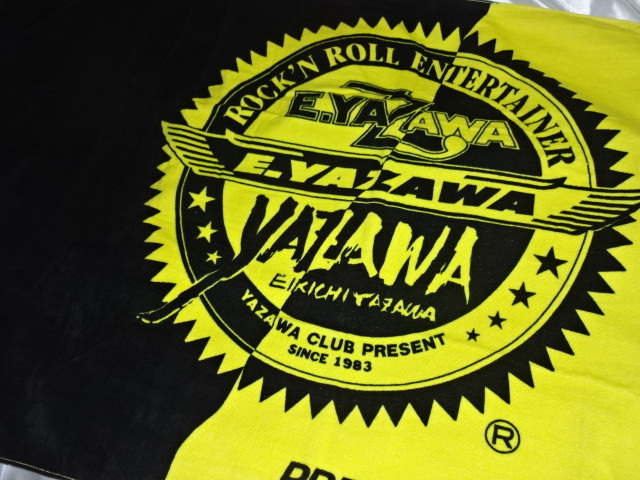 ROCK'N ROLL ENTERTAINER
E.YAZAWA
E.YAZAWA
YAZAWA
EIKICHI YAZAWA
YAZAWA CLUB PRESENT
SINCE 1983
®